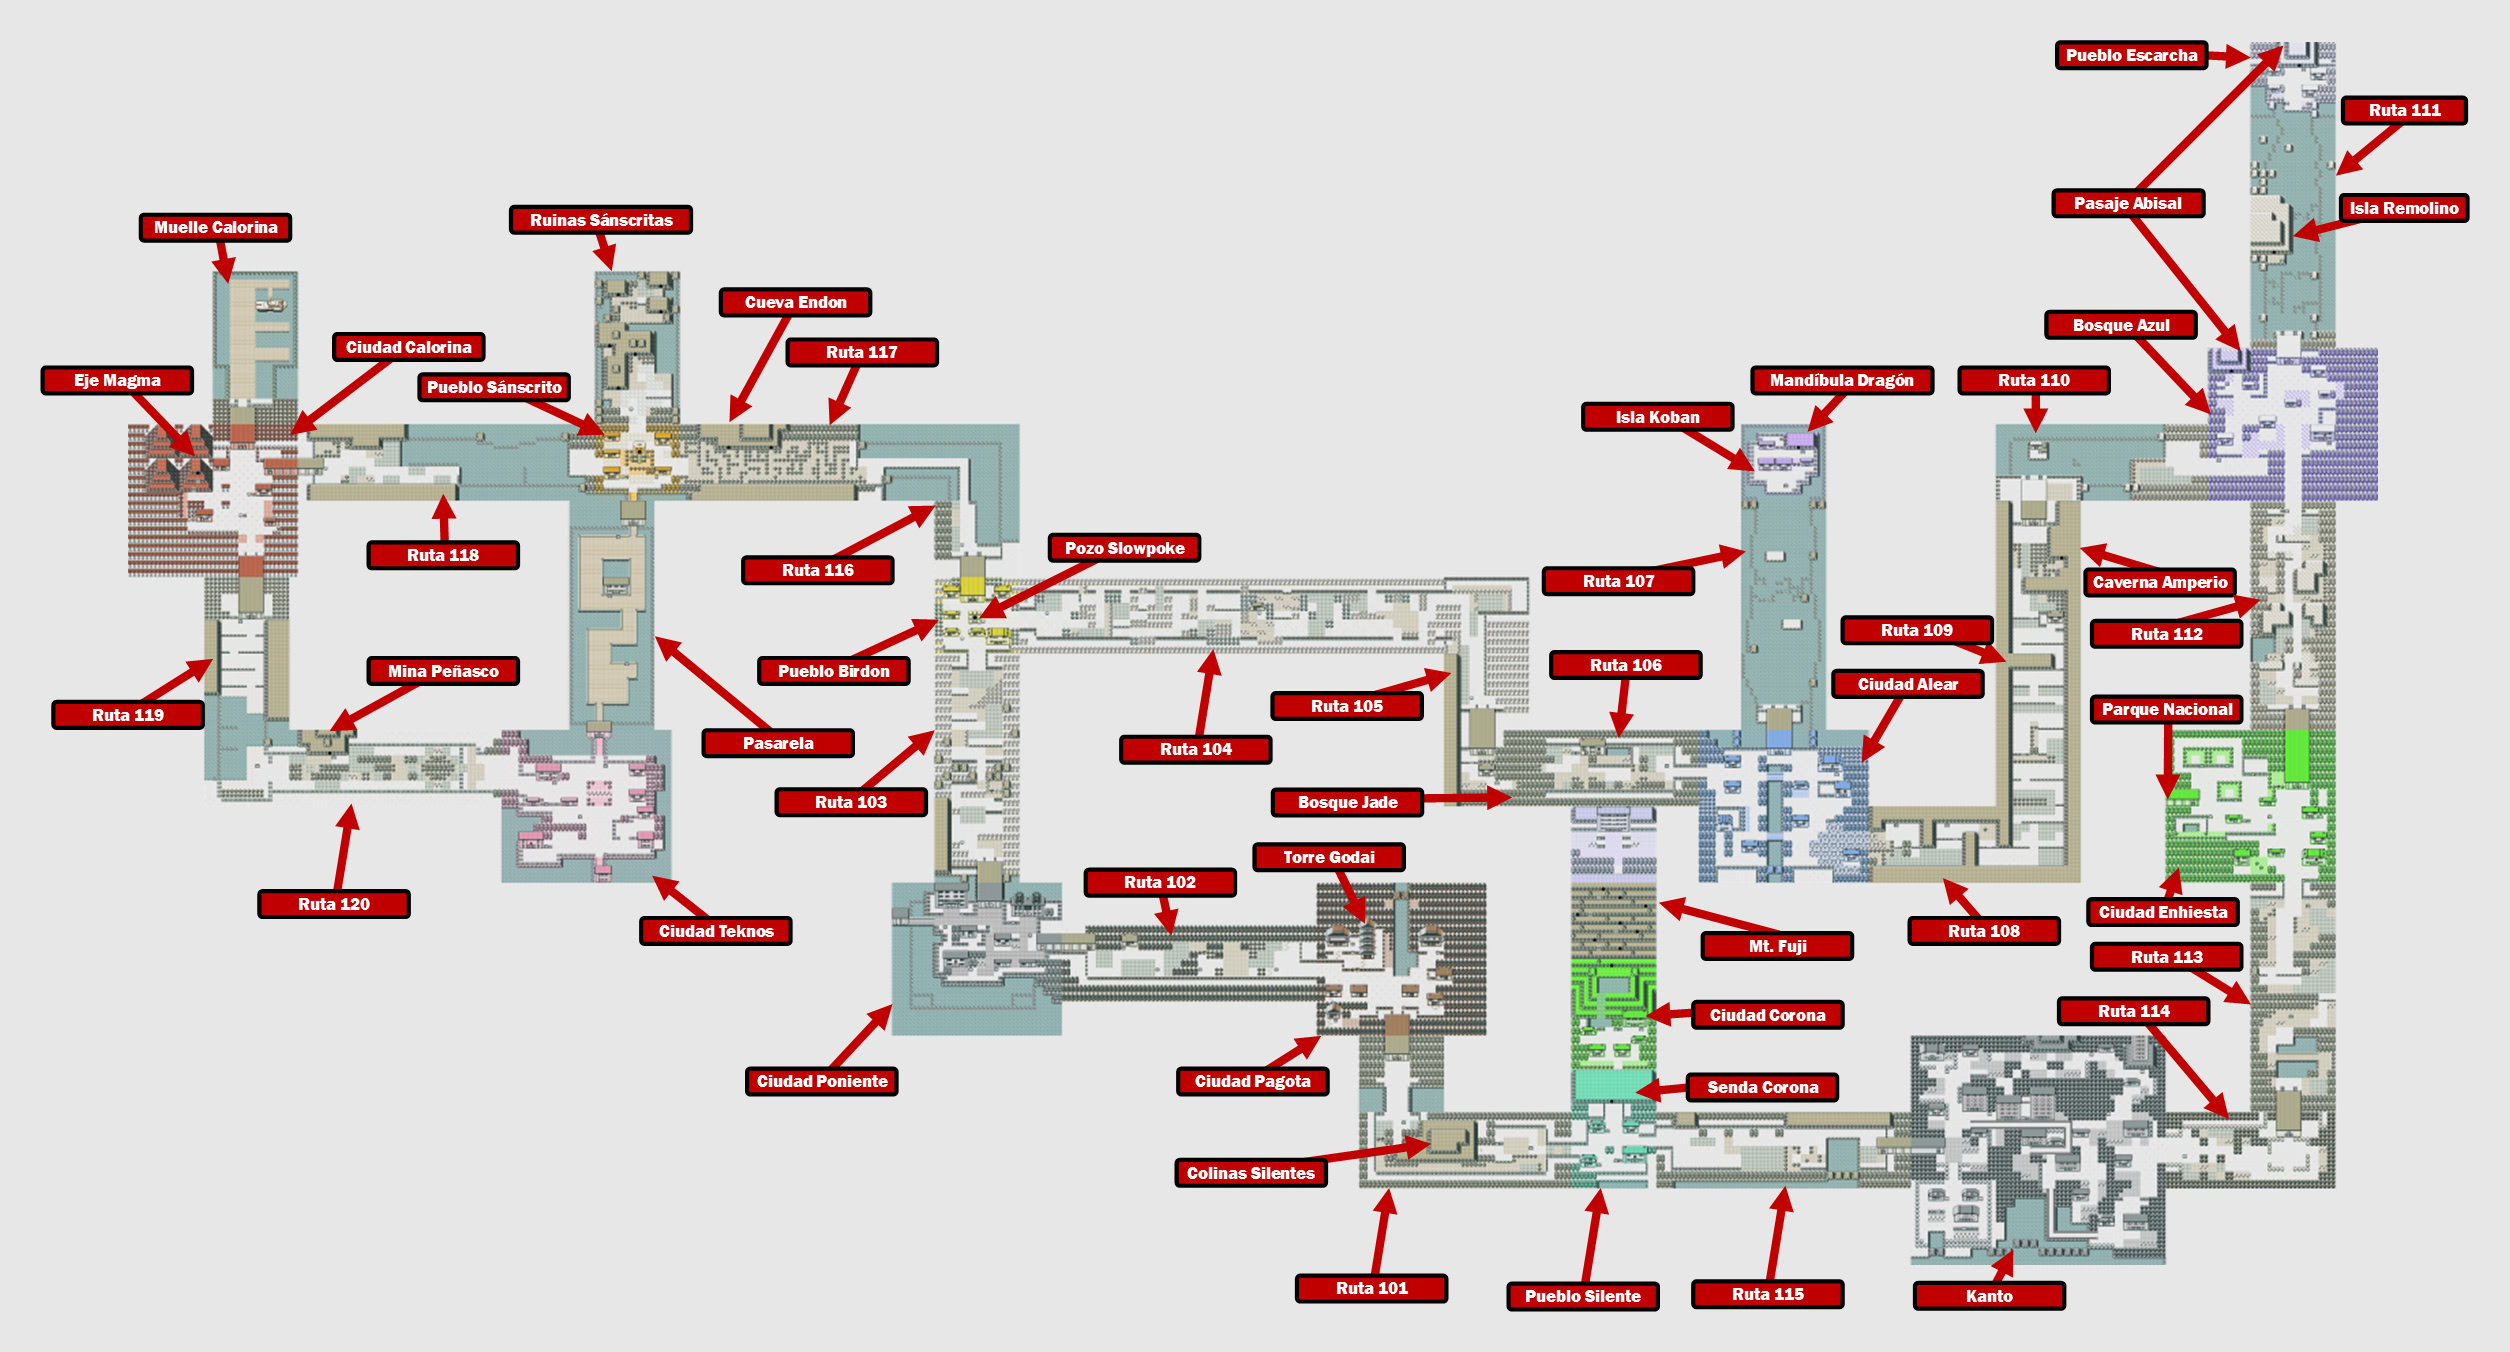 Pueblo Escarcha
Ruta 111
Pasaje Abisal
Isla Remolino
Muelle Calorina
Ruinas Sánscritas
Cueva Endon
Bosque Azul
Ciudad Calorina
Ruta 117
Eje Magma
Pueblo Sánscrito
Mandíbula Dragón
Ruta 110
Isla Koban
Ruta 118
Ruta 116
Pozo Slowpoke
Ruta 107
Caverna Amperio
Ruta 109
Ruta 112
Mina Peñasco
Pueblo Birdon
Ruta 106
Ciudad Alear
Ruta 119
Ruta 105
Parque Nacional
Pasarela
Ruta 104
Ruta 103
Bosque Jade
Torre Godai
Ruta 102
Ruta 120
Ciudad Teknos
Ciudad Enhiesta
Ruta 108
Mt. Fuji
Ruta 113
Ciudad Corona
Ruta 114
Ciudad Poniente
Ciudad Pagota
Senda Corona
Colinas Silentes
Ruta 101
Pueblo Silente
Ruta 115
Kanto